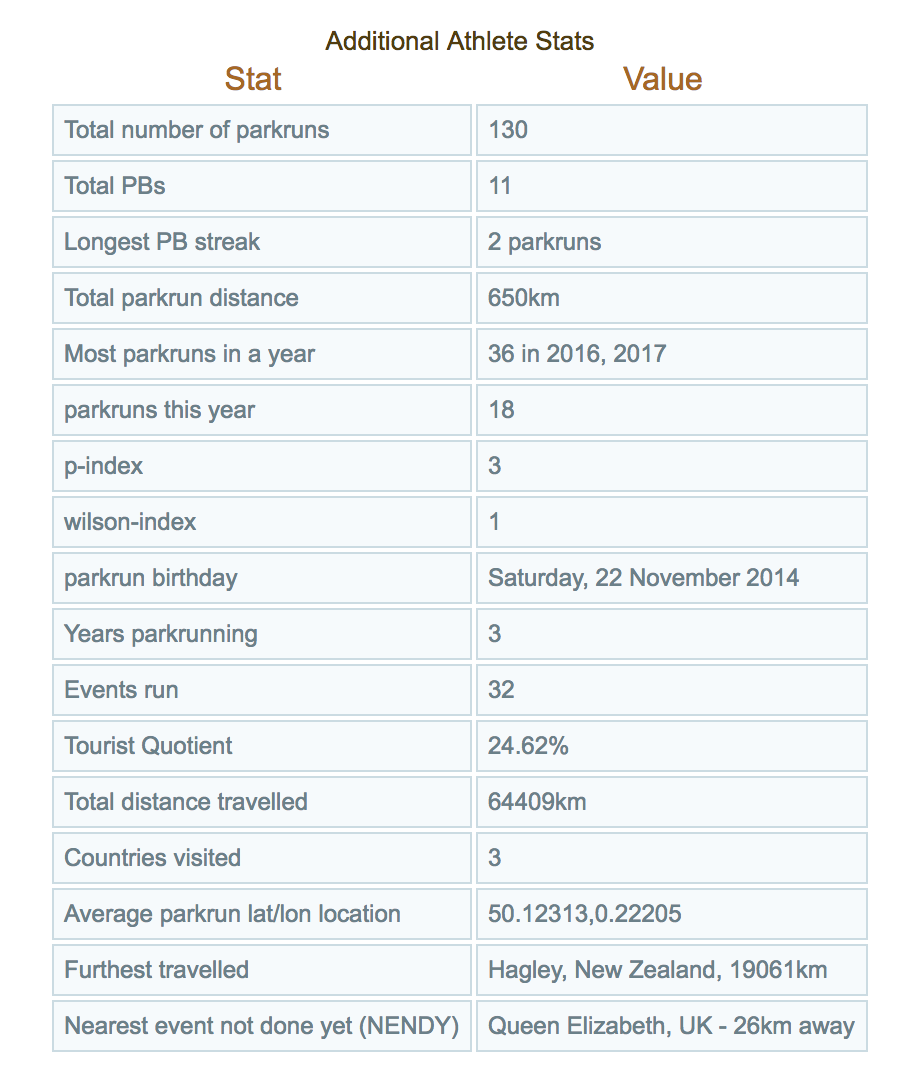 Additional Athlete Stats
Stat Value
Total number of parkruns 130
Total PBs 11
Longest PB streak 2 parkruns
Total parkrun distance 650km
Most parkruns in a year 36 in 2016, 2017
parkruns this year 18
p-index 3
wilson-index 1
parkrun birthday Saturday, 22 November 2014
Years parkrunning 3
Events run 32
Tourist Quotient 24.62%
Total distance travelled 64409km
Countries visited 3
Average parkrun lat/lon location 50.12313,0.22205
Furthest travelled Hagley, New Zealand, 19061km
Nearest event not done yet (NENDY) Queen Elizabeth, UK - 26km away